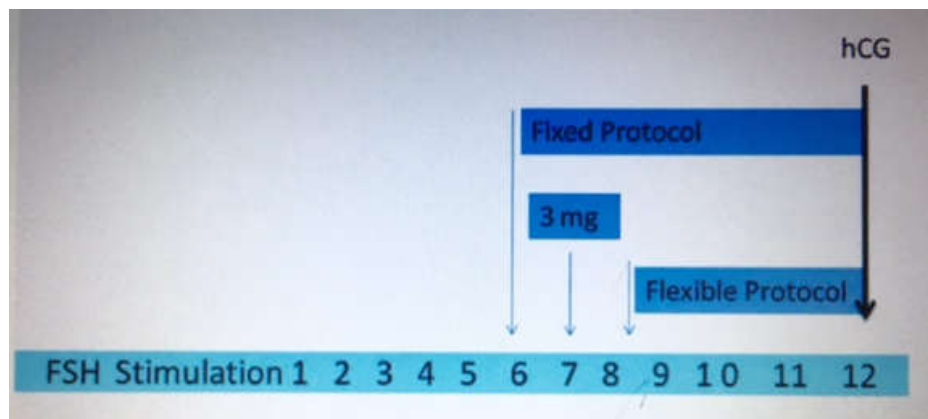 hCG
Fixed Protocol
3 mg
Flexible Protocol
FSH Stimulation 1 2 3 4 5 6 7 8 9 10 11 12